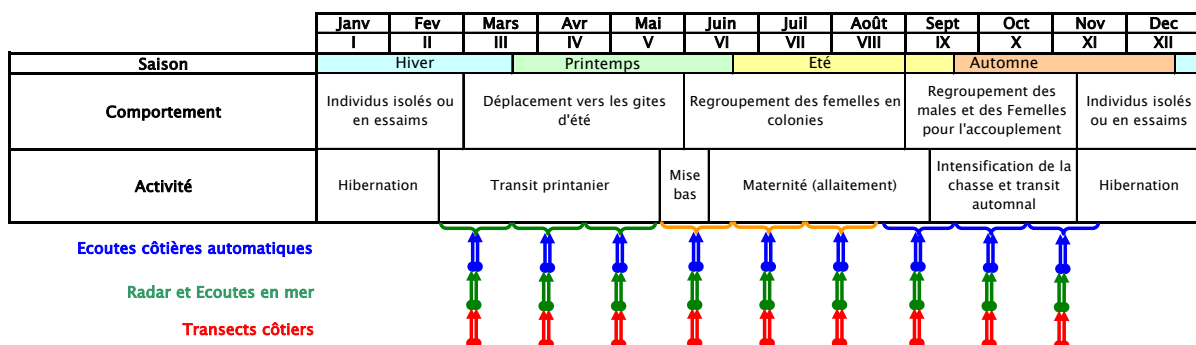 Janv Fev Mars Avr Mai Juin Juil Août Sept Oct Nov Dec
I II III IV V VI VII VIII IX X XI XII
Saison Hiver Printemps Eté Automne
Comportement
Individus isolés ou
en essaims
Déplacement vers les gites
d'été
Regroupement des femelles en
colonies
Regroupement des
males et des Femelles
pour l'accouplement
Individus isolés
ou en essaims
Activité
Hibernation
Transit printanier
Mise
bas
Maternité (allaitement)
Intensification de la
chasse et transit
automnal
Hibernation
Ecoutes côtières automatiques
Radar et Ecoutes en mer
Transects côtiers